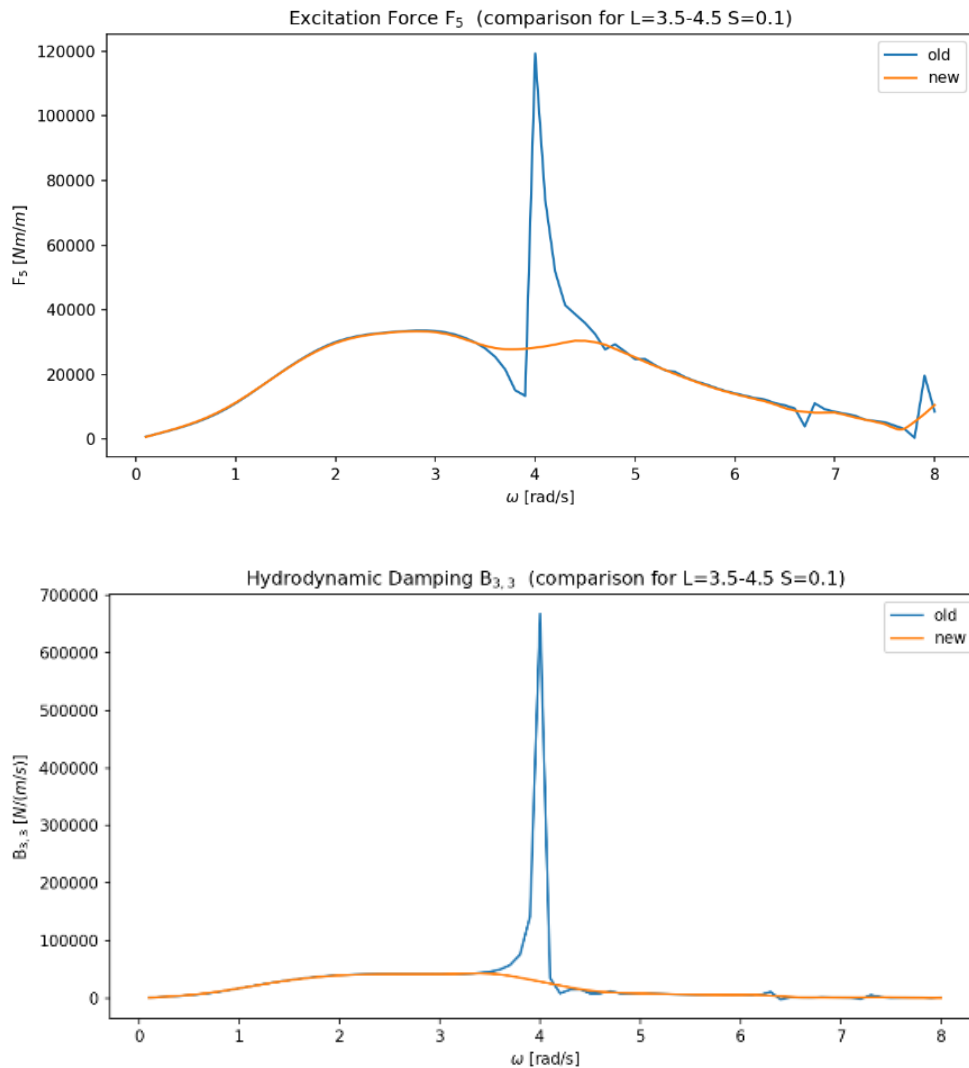 Excitation Force F₅ (comparison for L=3.5-4.5 S=0.1)
old
new
120000
100000
80000
60000
40000
20000
0
F₅ [Nm/m]
0 1 2 3 4 5 6 7 8
ω [rad/s]
Hydrodynamic Damping B₃,₃ (comparison for L=3.5-4.5 S=0.1)
old
new
700000
600000
500000
400000
300000
200000
100000
0
B₃,₃ [N/(m/s)]
0 1 2 3 4 5 6 7 8
ω [rad/s]